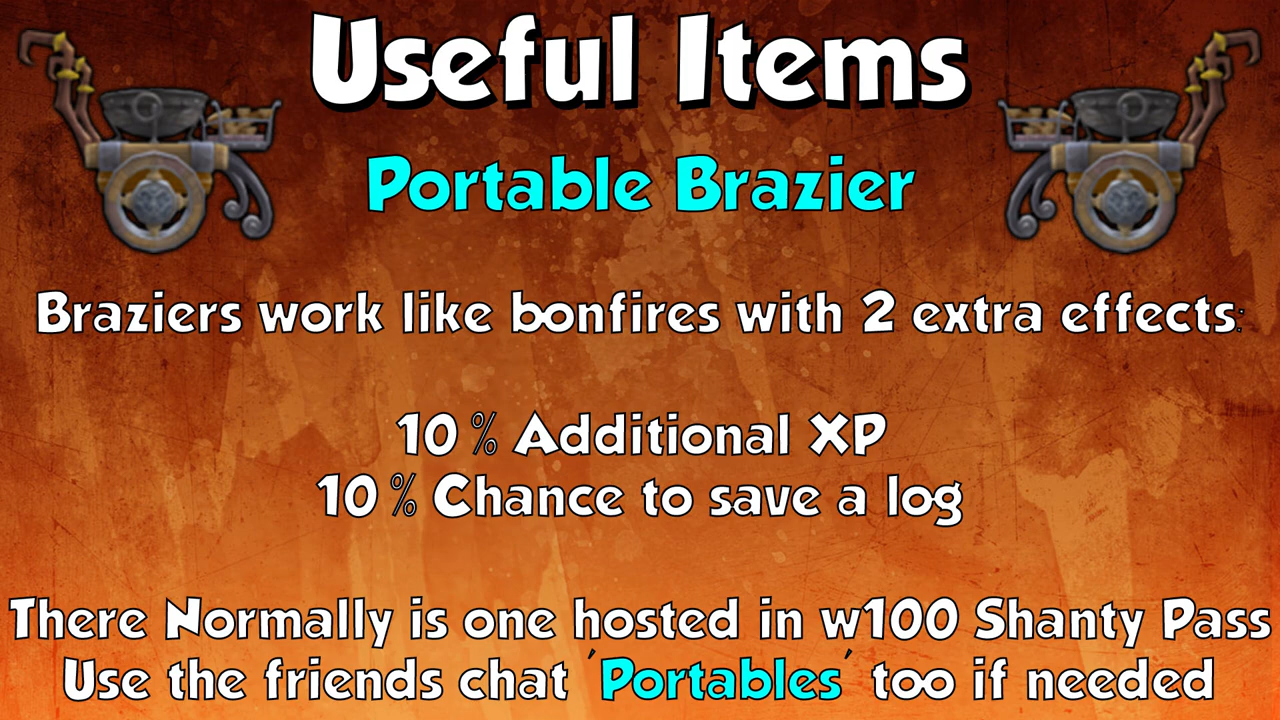 Useful Items
Portable Brazier
Braziers work like bonfires with 2 extra effects:
10% Additional XP
10% Chance to save a log
There Normally is one hosted in w100 Shanty Pass
Use the friends chat 'Portables' too if needed